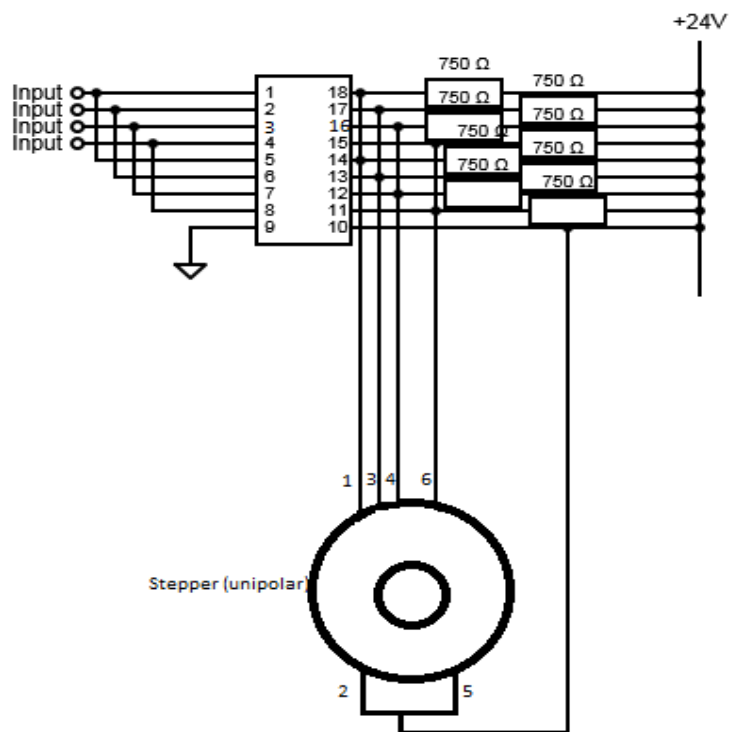 +24V
750 Ω 750 Ω
Input 1 18 750 Ω 750 Ω
Input 2 17
Input 3 16 750 Ω 750 Ω
Input 4 15
5 14 750 Ω 750 Ω
6 13
7 12
8 11
9 10
1 3 4 6
Stepper (unipolar)
2 5